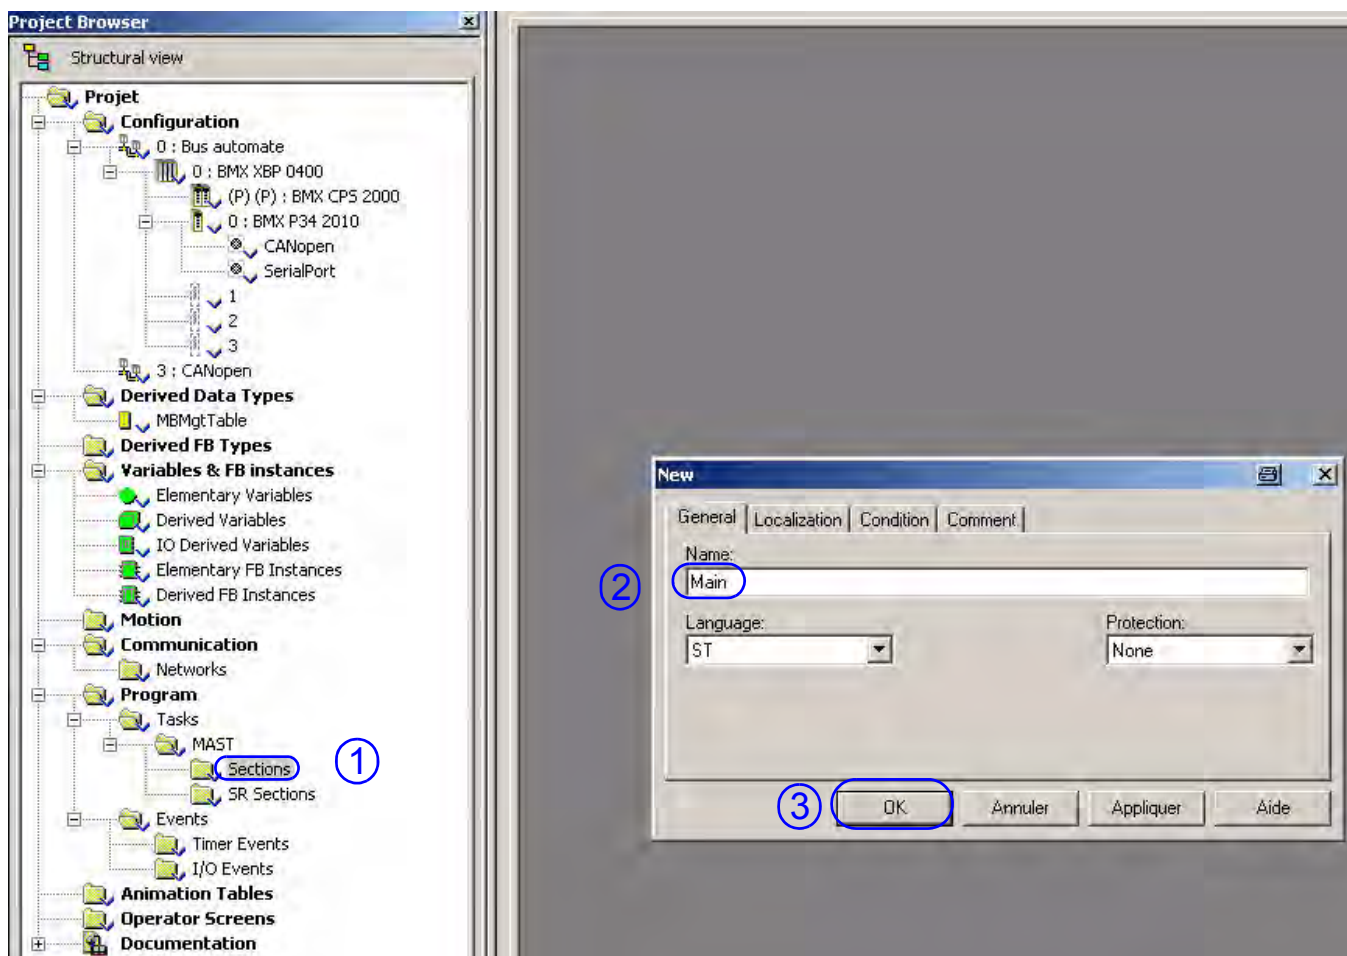 Project Browser
Structural view
Projet
Configuration
0 : Bus automate
0 : BMX XBP 0400
(P) (P) : BMX CPS 2000
0 : BMX P34 2010
CANopen
SerialPort
1
2
3
3 : CANopen
Derived Data Types
MBMgtTable
Derived FB Types
Variables & FB instances
Elementary Variables
Derived Variables
IO Derived Variables
Elementary FB Instances
Derived FB Instances
Motion
Communication
Networks
Program
Tasks
MAST
Sections
1
SR Sections
Events
Timer Events
I/O Events
Animation Tables
Operator Screens
Documentation
New
General Localization Condition Comment
Name:
2
Main
Language: Protection:
ST None
3
OK Annuler Appliquer Aide